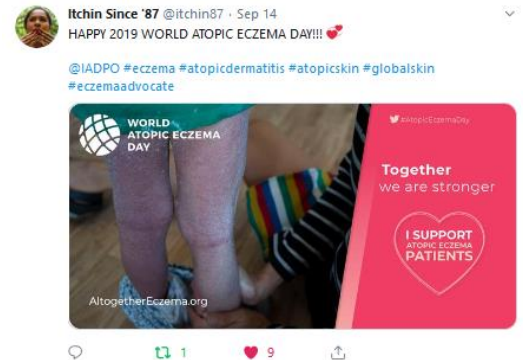 Itchin Since '87 @itchin87 · Sep 14
HAPPY 2019 WORLD ATOPIC ECZEMA DAY!!! 💕
@IADPO #eczema #atopicdermatitis #atopicskin #globalskin
#eczemaadvocate
WORLD
ATOPIC ECZEMA
DAY
#AtopicEczemaDay
Together
we are stronger
I SUPPORT
ATOPIC ECZEMA
PATIENTS
AltogetherEczema.org
1
9